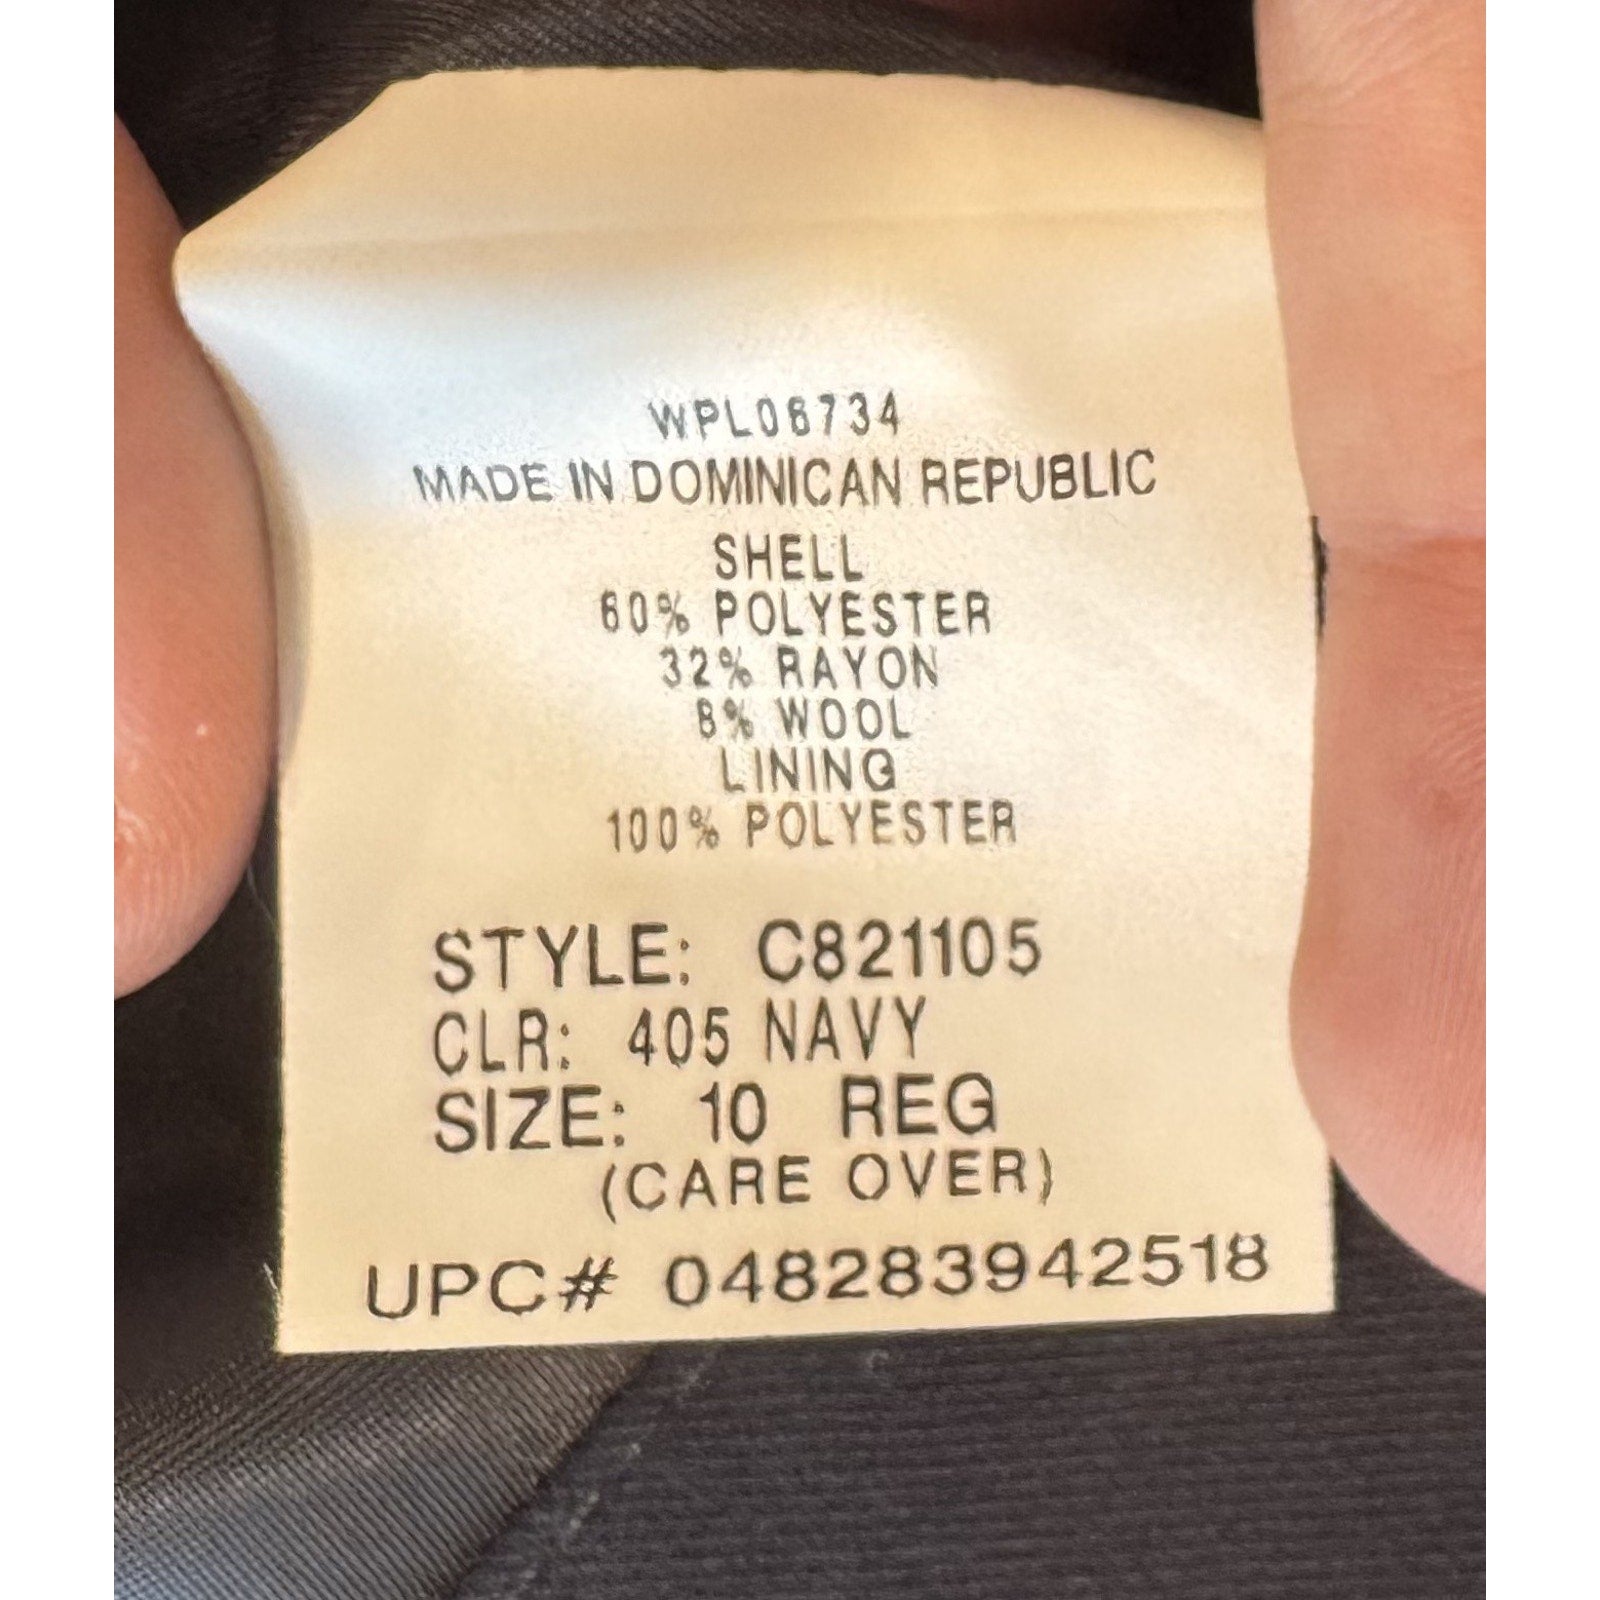 WPL06734
MADE IN DOMINICAN REPUBLIC
SHELL
60% POLYESTER
32% RAYON
8% WOOL
LINING
100% POLYESTER
STYLE: C821105
CLR: 405 NAVY
SIZE: 10 REG
(CARE OVER)
UPC# 048283942518